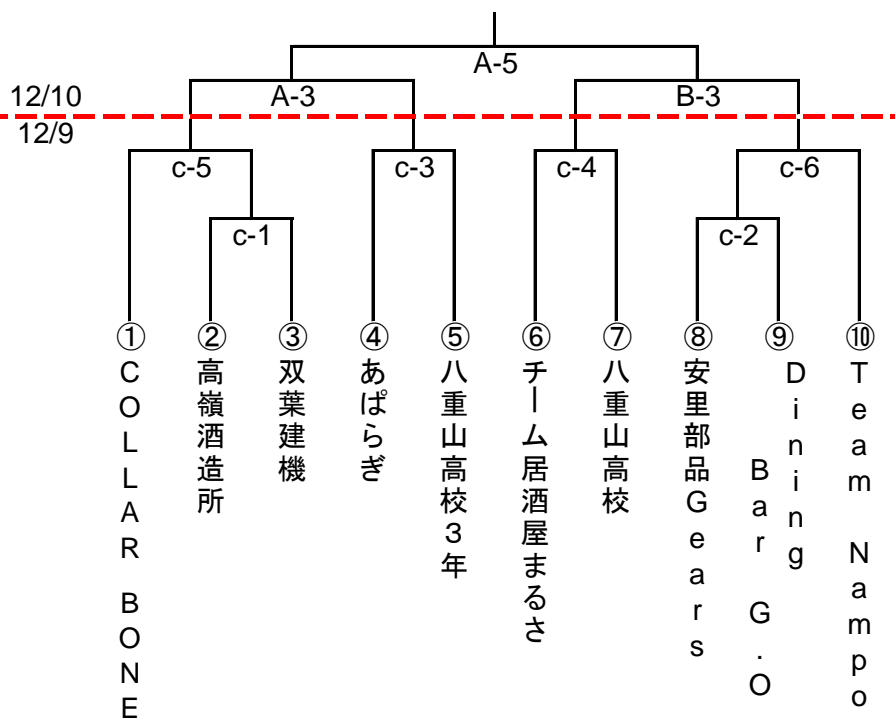 A-5
12/10
A-3
B-3
12/9
c-5
c-3
c-4
c-6
c-1
c-2
①
②
③
④
⑤
⑥
⑦
⑧
⑨
⑩
COLLAR BONE
高嶺酒造所
双葉建機
あぱらぎ
八重山高校3年
チーム居酒屋まるさ
八重山高校
安里部品Gears
Dining
Bar G.O
Team Nampo